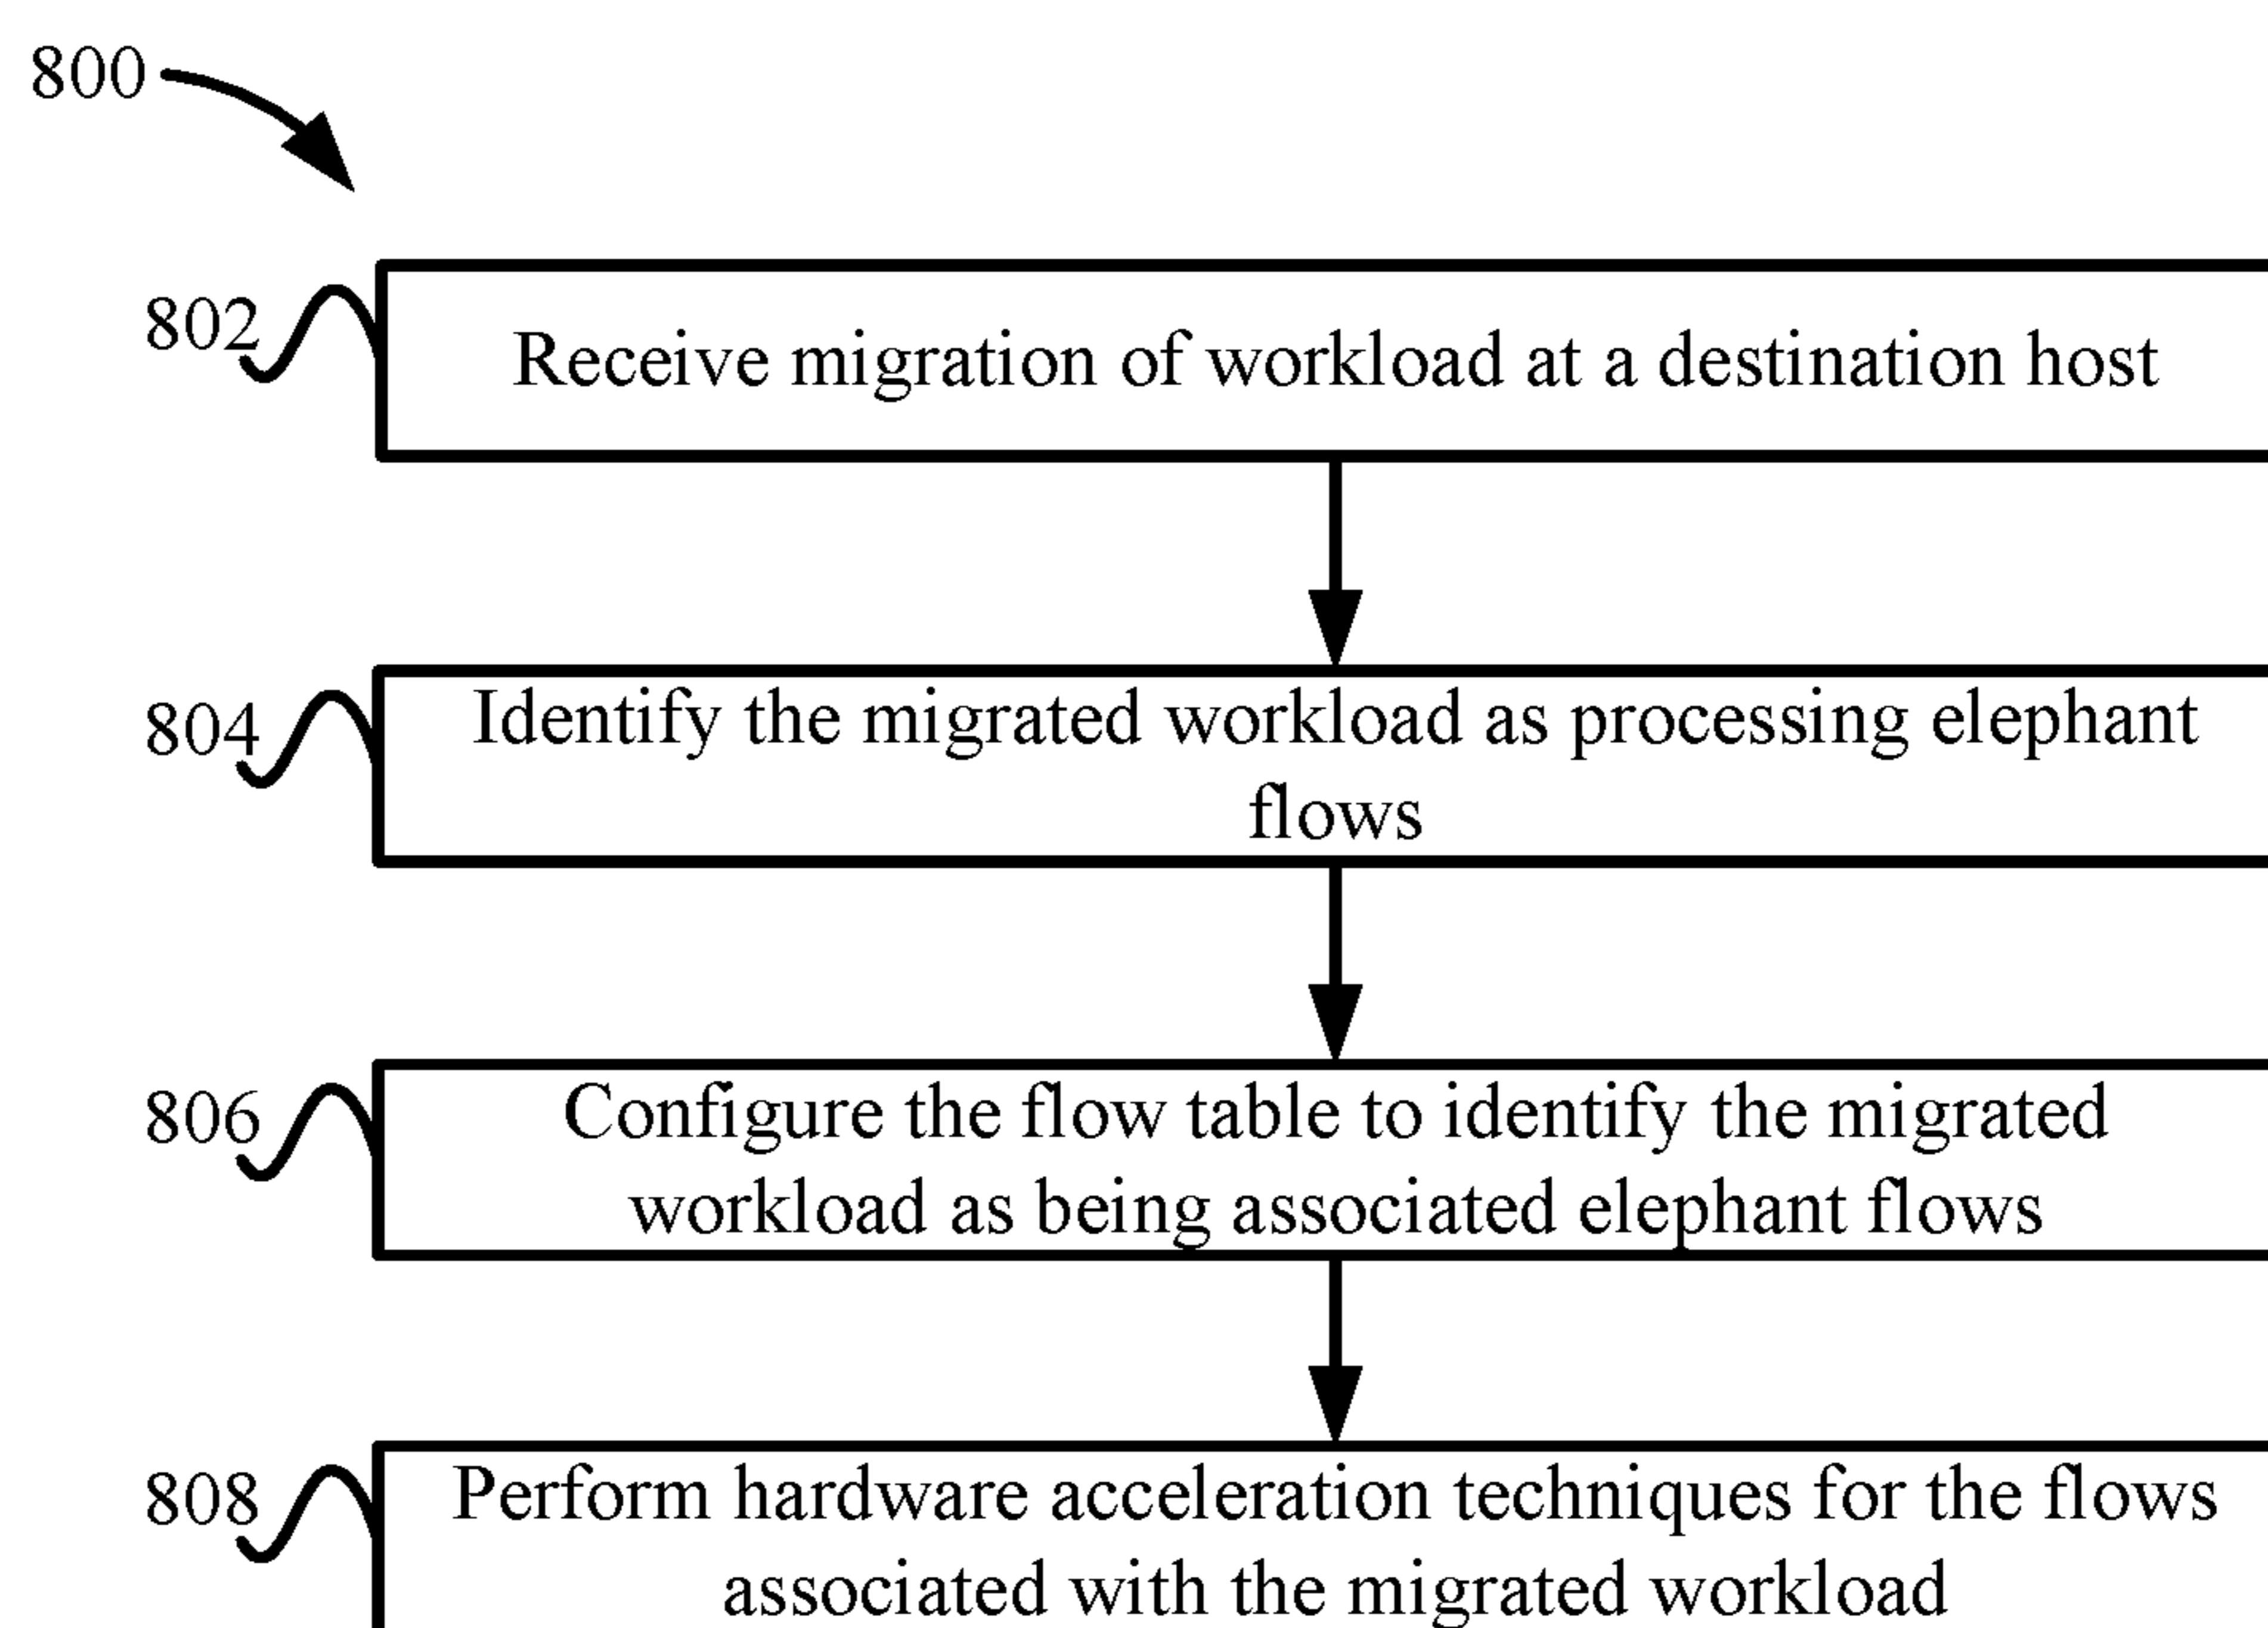 800
802
Receive migration of workload at a destination host
804
Identify the migrated workload as processing elephant
flows
806
Configure the flow table to identify the migrated
workload as being associated elephant flows
808
Perform hardware acceleration techniques for the flows
associated with the migrated workload